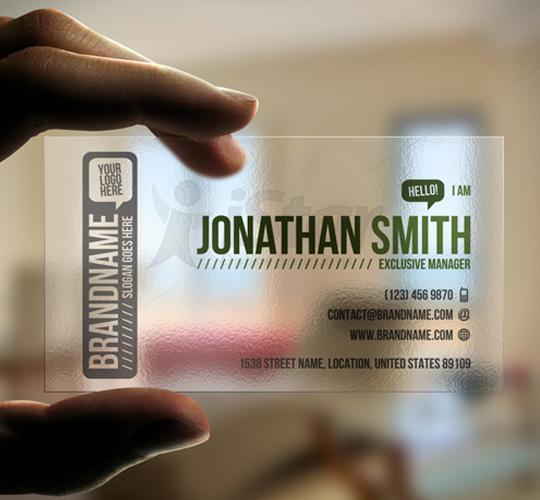 YOUR
LOGO
HERE
BRANDNAME
SLOGAN GOES HERE
HELLO! I AM
JONATHAN SMITH
EXCLUSIVE MANAGER
(123) 456 9870
CONTACT@BRANDNAME.COM
WWW.BRANDNAME.COM
1538 STREET NAME, LOCATION, UNITED STATES 89109